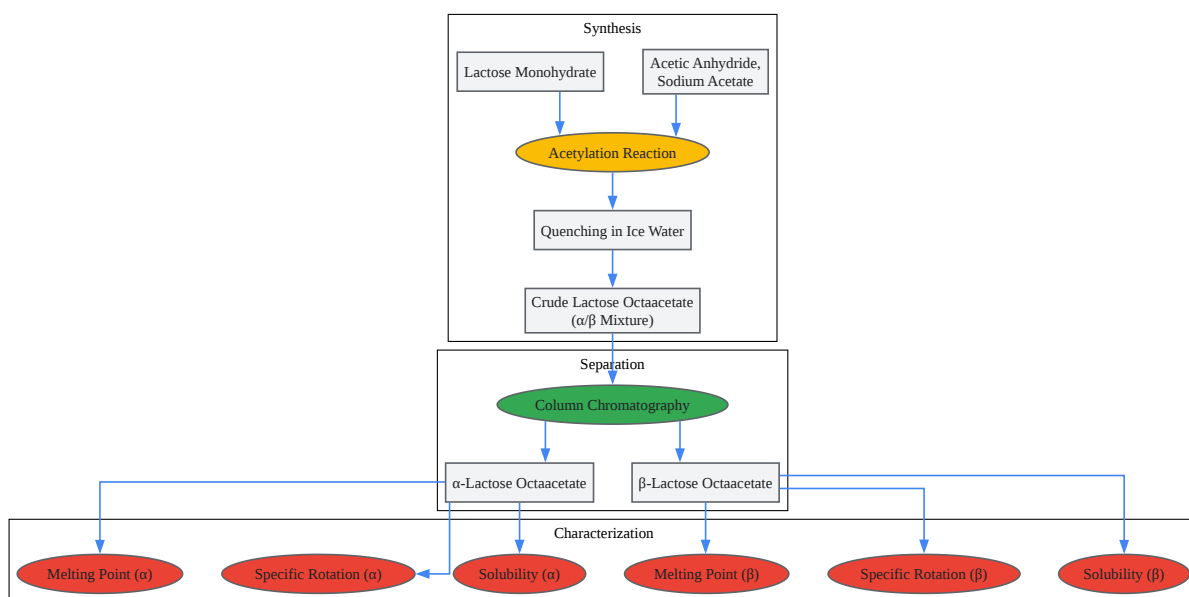 Synthesis
Lactose Monohydrate
Acetic Anhydride,
Sodium Acetate
Acetylation Reaction
Quenching in Ice Water
Crude Lactose Octaacetate
(α/β Mixture)
Separation
Column Chromatography
α-Lactose Octaacetate
β-Lactose Octaacetate
Characterization
Melting Point (α)
Specific Rotation (α)
Solubility (α)
Melting Point (β)
Specific Rotation (β)
Solubility (β)